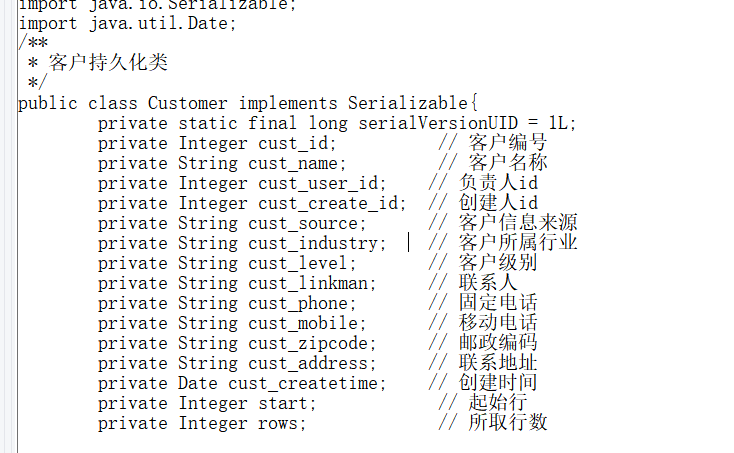 import java.io.Serializable;
import java.util.Date;
/**
 * 客户持久化类
 */
public class Customer implements Serializable{
        private static final long serialVersionUID = 1L;
        private Integer cust_id;          // 客户编号
        private String cust_name;         // 客户名称
        private Integer cust_user_id;    // 负责人id
        private Integer cust_create_id;  // 创建人id
        private String cust_source;      // 客户信息来源
        private String cust_industry;    // 客户所属行业
        private String cust_level;       // 客户级别
        private String cust_linkman;     // 联系人
        private String cust_phone;       // 固定电话
        private String cust_mobile;      // 移动电话
        private String cust_zipcode;     // 邮政编码
        private String cust_address;     // 联系地址
        private Date cust_createtime;    // 创建时间
        private Integer start;            // 起始行
        private Integer rows;             // 所取行数